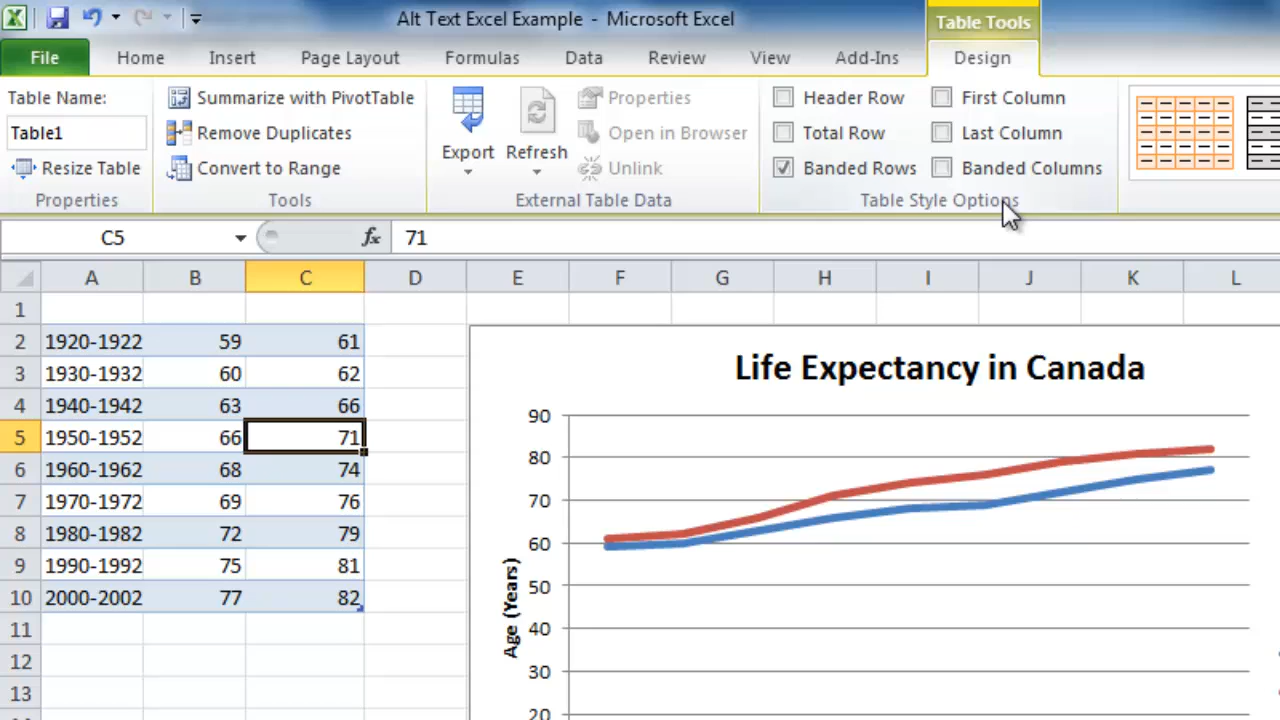 Alt Text Excel Example - Microsoft Excel
Table Tools
File Home Insert Page Layout Formulas Data Review View Add-Ins Design
Table Name:
Table1
Resize Table
Properties
Summarize with PivotTable
Remove Duplicates
Convert to Range
Tools
Export Refresh
Properties
Open in Browser
Unlink
External Table Data
Header Row First Column
Total Row Last Column
Banded Rows Banded Columns
Table Style Options
C5 fx 71
A B C D E F G H I J K L
1
2 1920-1922 59 61
3 1930-1932 60 62
4 1940-1942 63 66
5 1950-1952 66 71
6 1960-1962 68 74
7 1970-1972 69 76
8 1980-1982 72 79
9 1990-1992 75 81
10 2000-2002 77 82
11
12
13
Life Expectancy in Canada
Age (Years)
90
80
70
60
50
40
30
20